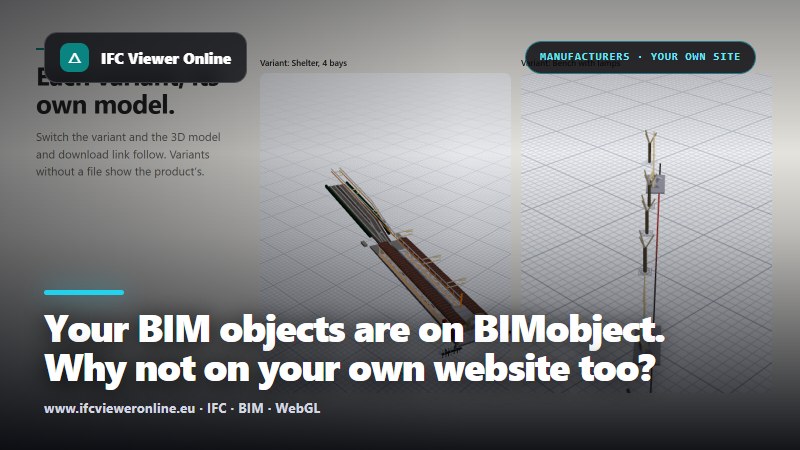 IFC Viewer Online
MANUFACTURERS · YOUR OWN SITE
Variant: Shelter, 4 bays
Each variant, its
own model.
Switch the variant and the 3D model
and download link follow. Variants
without a file show the product's.
Your BIM objects are on BIMobject.
Why not on your own website too?
www.ifcvieweronline.eu · IFC · BIM · WebGL